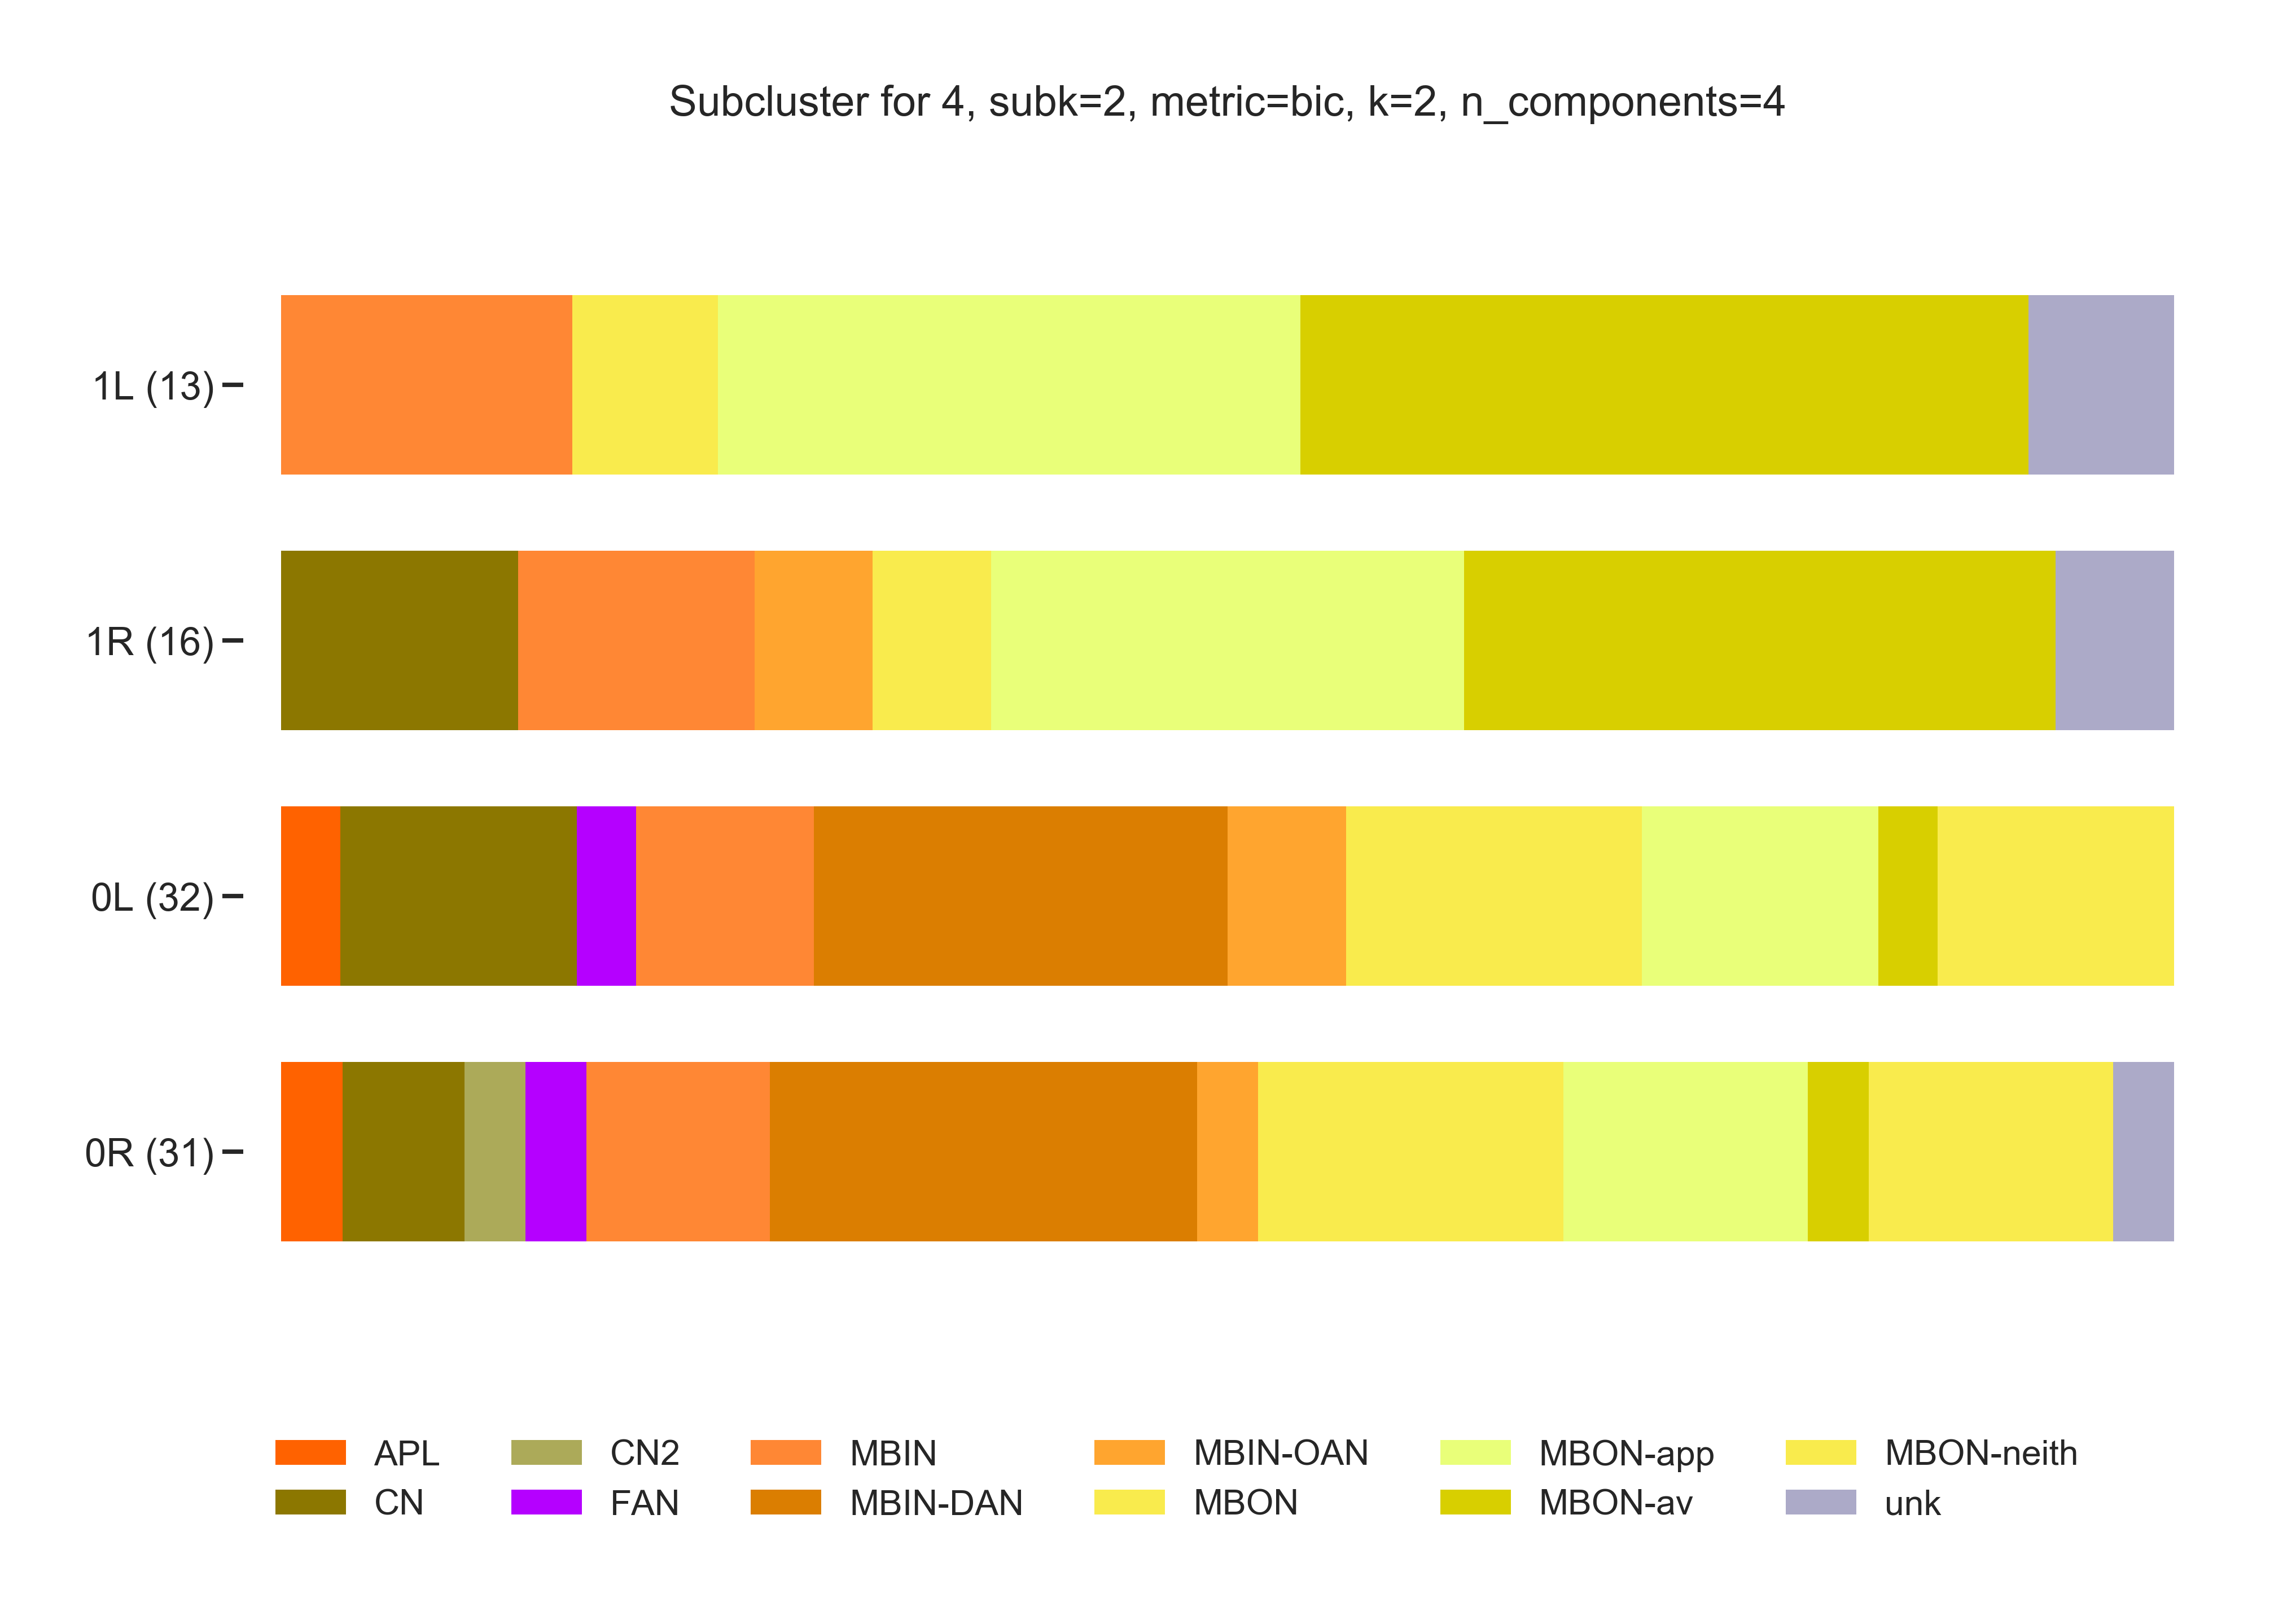 Subcluster for 4, subk=2, metric=bic, k=2, n_components=4
1L (13)
1R (16)
0L (32)
0R (31)
APL CN2 MBIN MBIN-OAN MBON-app MBON-neith
CN FAN MBIN-DAN MBON MBON-av unk